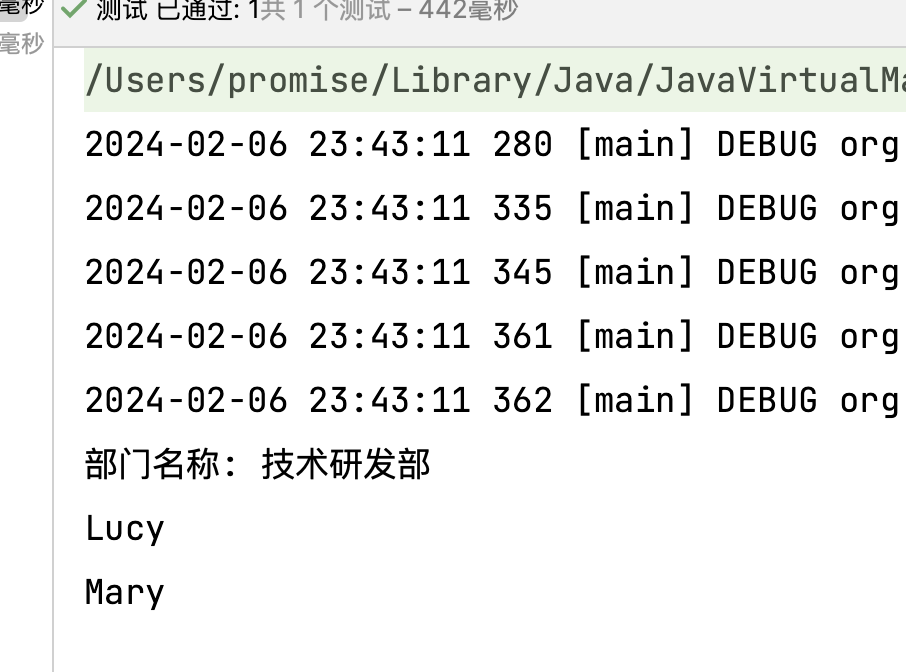 毫秒
测试 已通过: 1共 1 个测试 – 442毫秒
毫秒
/Users/promise/Library/Java/JavaVirtualMa
2024-02-06 23:43:11 280 [main] DEBUG org
2024-02-06 23:43:11 335 [main] DEBUG org
2024-02-06 23:43:11 345 [main] DEBUG org
2024-02-06 23:43:11 361 [main] DEBUG org
2024-02-06 23:43:11 362 [main] DEBUG org
部门名称: 技术研发部
Lucy
Mary